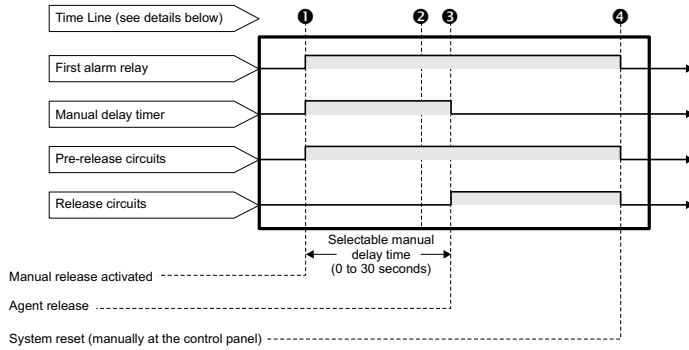 Time Line (see details below)
❶ ❷ ❸ ❹
First alarm relay
Manual delay timer
Pre-release circuits
Release circuits
Selectable manual
delay time
(0 to 30 seconds)
Manual release activated
Agent release
System reset (manually at the control panel)